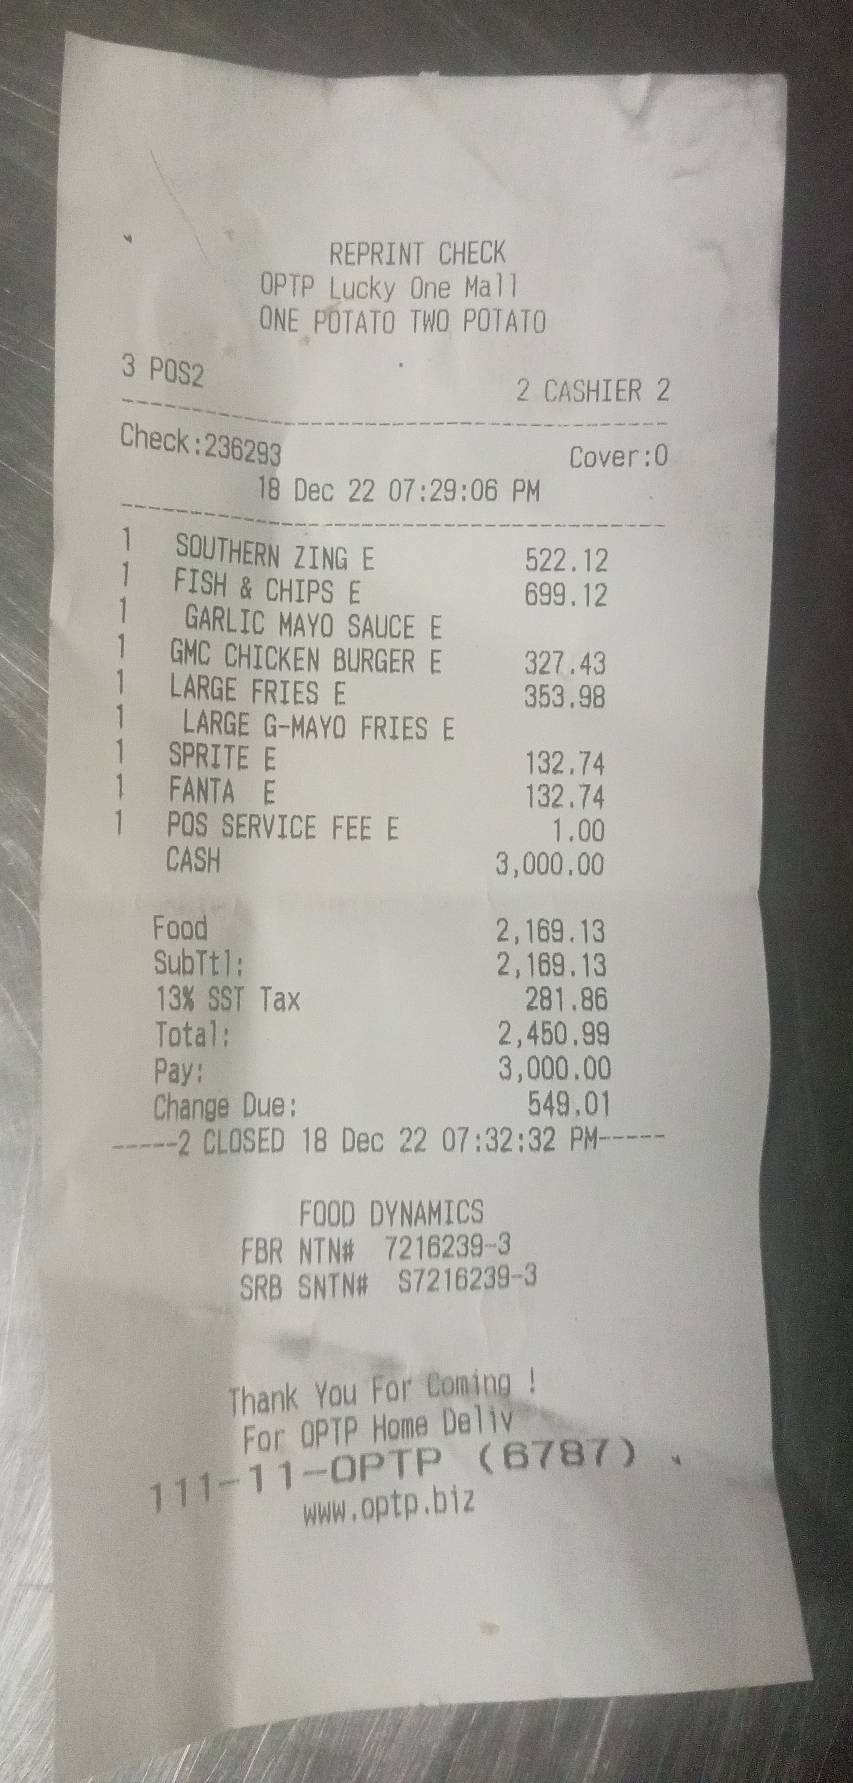 REPRINT CHECK
OPTP Lucky One Mall
ONE POTATO TWO POTATO
3 POS2 2 CASHIER 2
Check:236293 Cover:0
18 Dec 22 07:29:06 PM
1 SOUTHERN ZING E 522.12
1 FISH & CHIPS E 699.12
1 GARLIC MAYO SAUCE E
1 GMC CHICKEN BURGER E 327.43
1 LARGE FRIES E 353.98
1 LARGE G-MAYO FRIES E
1 SPRITE E 132.74
1 FANTA E 132.74
1 POS SERVICE FEE E 1.00
CASH 3,000.00
Food 2,169.13
SubTtl: 2,169.13
13% SST Tax 281.86
Total: 2,450.99
Pay: 3,000.00
Change Due: 549.01
-----2 CLOSED 18 Dec 22 07:32:32 PM-----
FOOD DYNAMICS
FBR NTN# 7216239-3
SRB SNTN# S7216239-3
Thank You For Coming !
For OPTP Home Deliv
111-11-OPTP (6787)
www.optp.biz